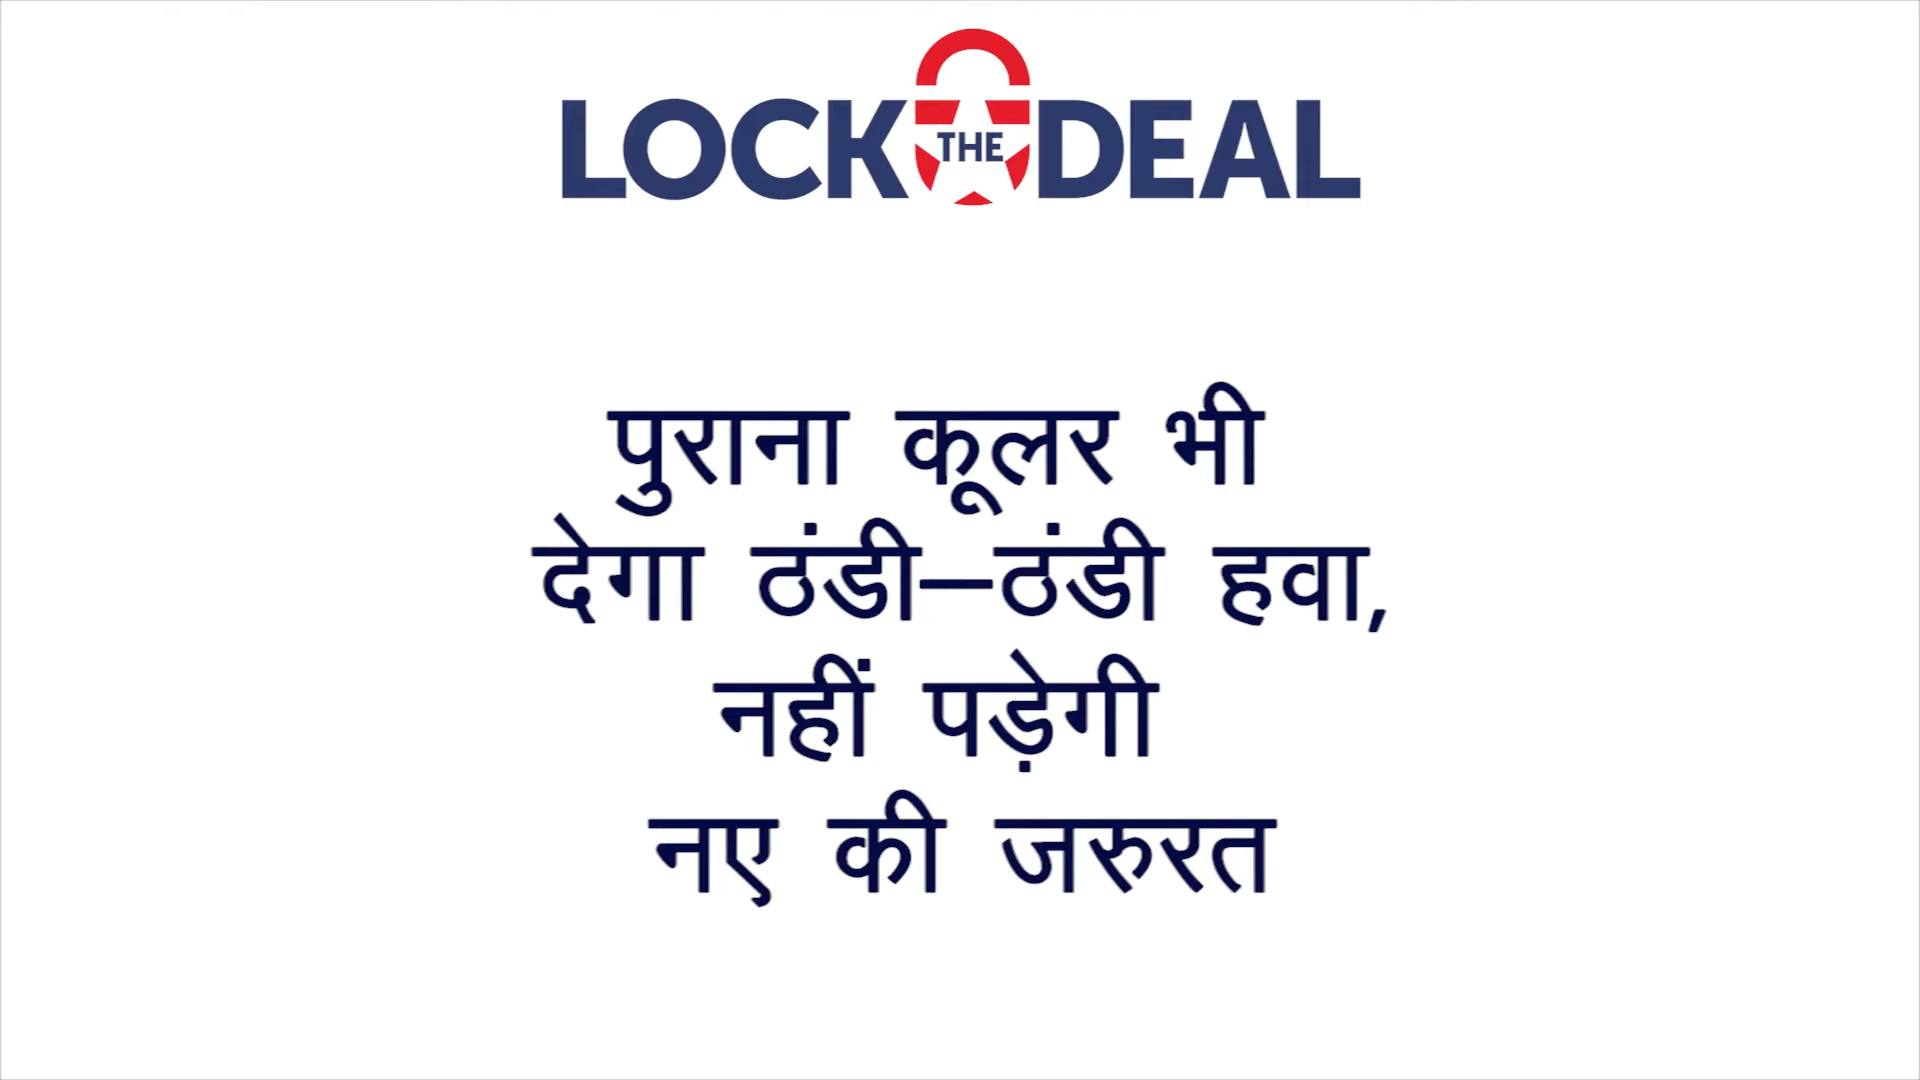 LOCK THE DEAL
पुराना कूलर भी
देगा ठंडी–ठंडी हवा,
नहीं पड़ेगी
नए की जरुरत